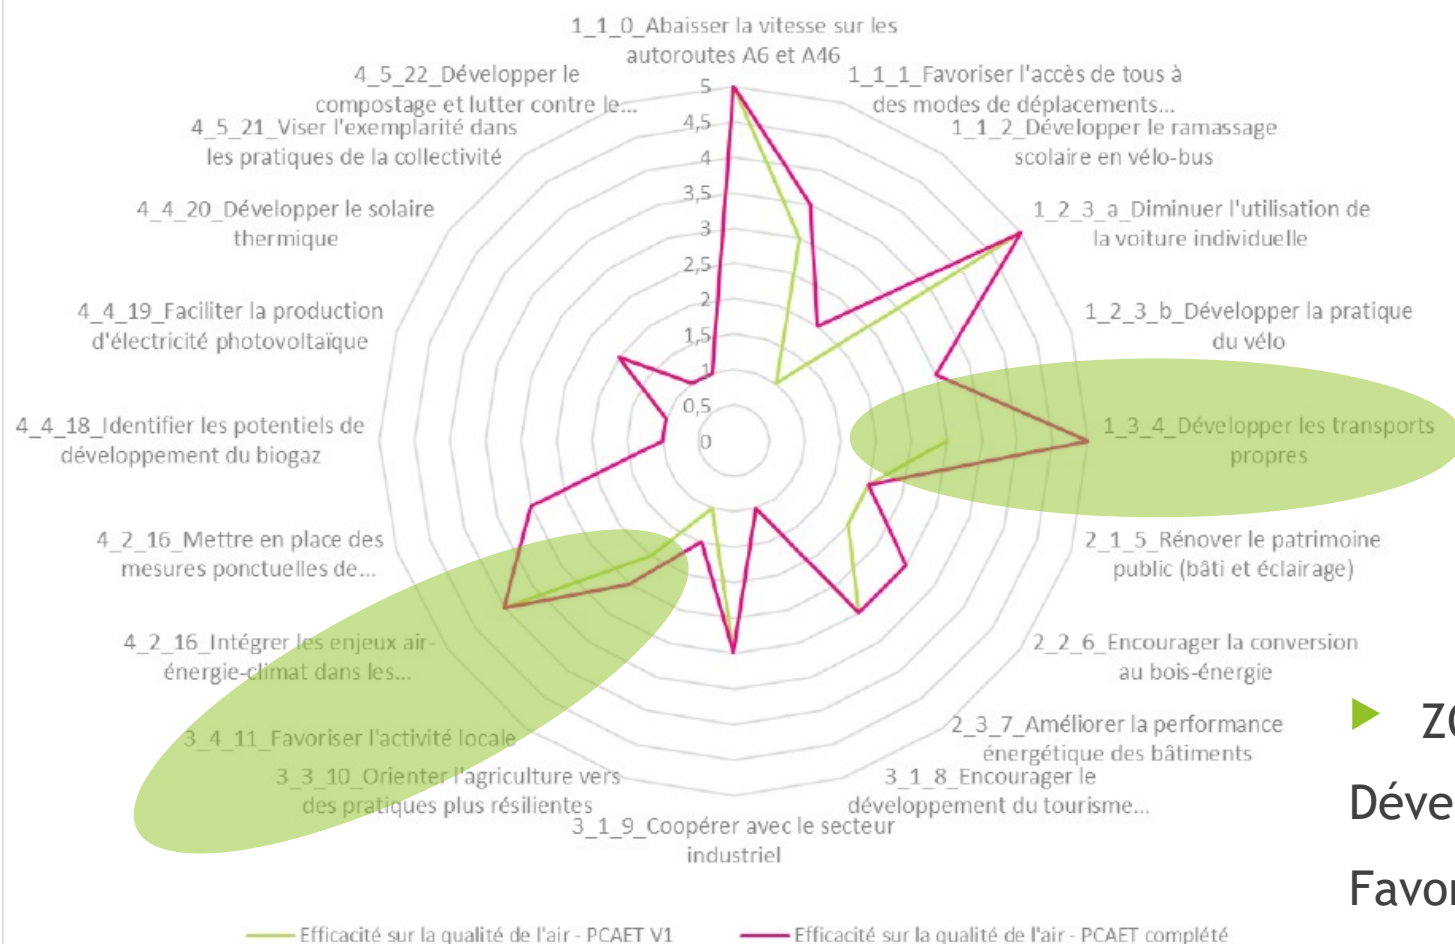 1_1_0_Abaisser la vitesse sur les
autoroutes A6 et A46
1_1_1_Favoriser l'accès de tous à
des modes de déplacements...
1_1_2_Développer le ramassage
scolaire en vélo-bus
1_2_3_a_Diminuer l'utilisation de
la voiture individuelle
1_2_3_b_Développer la pratique
du vélo
1_3_4_Développer les transports
propres
2_1_5_Rénover le patrimoine
public (bâti et éclairage)
2_2_6_Encourager la conversion
au bois-énergie
2_3_7_Améliorer la performance
énergétique des bâtiments
3_1_8_Encourager le
développement du tourisme...
3_1_9_Coopérer avec le secteur
industriel
3_3_10_Orienter l'agriculture vers
des pratiques plus résilientes
3_4_11_Favoriser l'activité locale
4_2_16_Intégrer les enjeux air-
énergie-climat dans les...
4_2_16_Mettre en place des
mesures ponctuelles de...
4_4_18_Identifier les potentiels de
développement du biogaz
4_4_19_Faciliter la production
d'électricité photovoltaïque
4_4_20_Développer le solaire
thermique
4_5_21_Viser l'exemplarité dans
les pratiques de la collectivité
4_5_22_Développer le
compostage et lutter contre le...
5
4,5
4
3,5
3
2,5
2
1,5
1
0,5
0
Efficacité sur la qualité de l'air - PCAET V1
Efficacité sur la qualité de l'air - PCAET complété